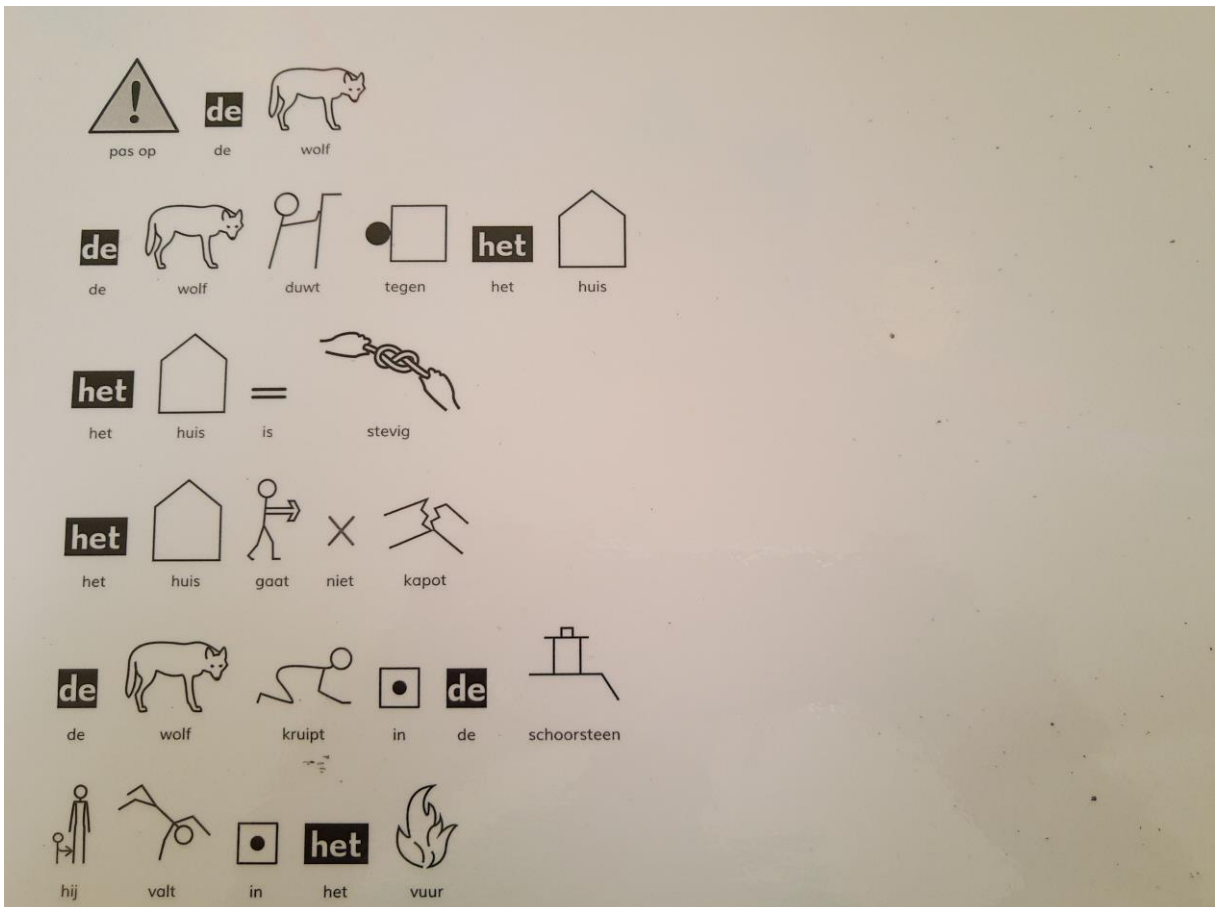 de
pas op de wolf
de het
de wolf duwt tegen het huis
het
het huis is stevig
het
het huis gaat niet kapot
de de
de wolf kruipt in de schoorsteen
het
hij valt in het vuur